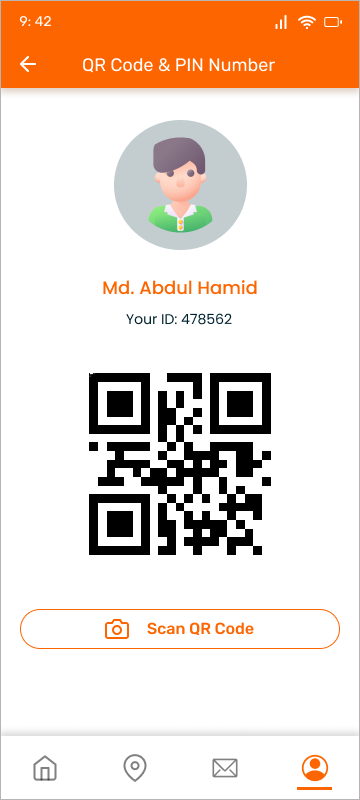 9: 42
QR Code & PIN Number
Md. Abdul Hamid
Your ID: 478562
Scan QR Code